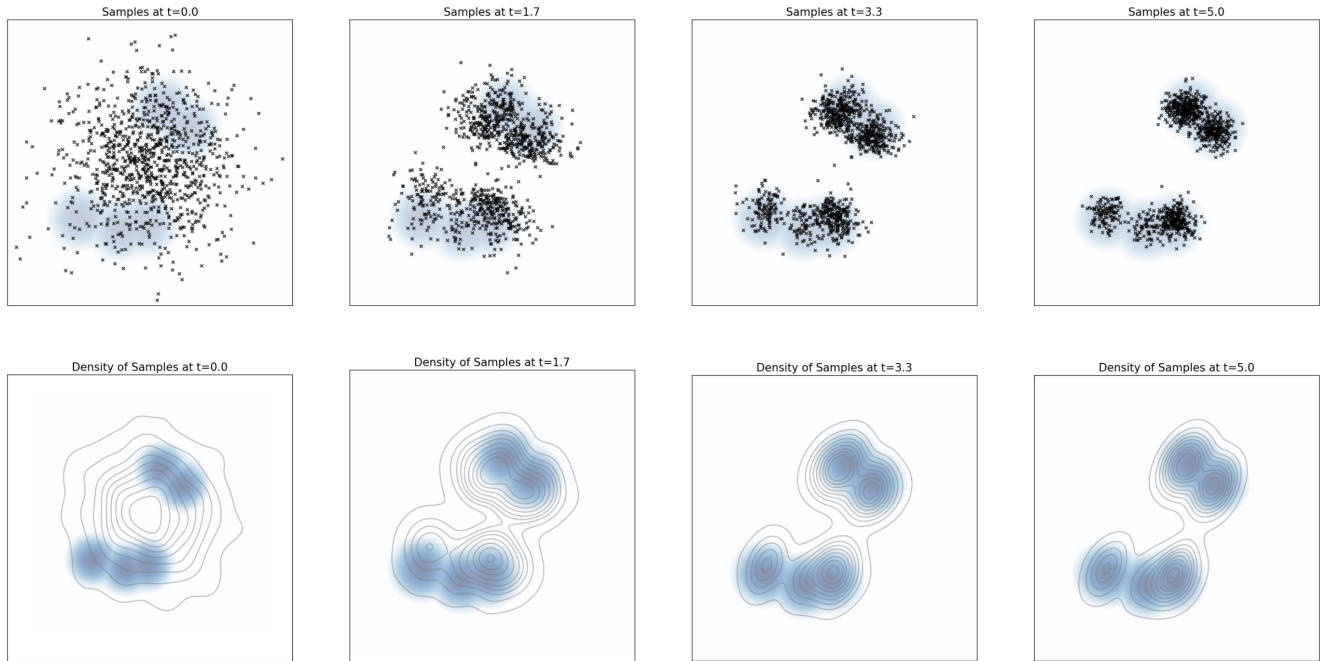 Samples at t=0.0
Samples at t=1.7
Samples at t=3.3
Samples at t=5.0
Density of Samples at t=0.0
Density of Samples at t=1.7
Density of Samples at t=3.3
Density of Samples at t=5.0